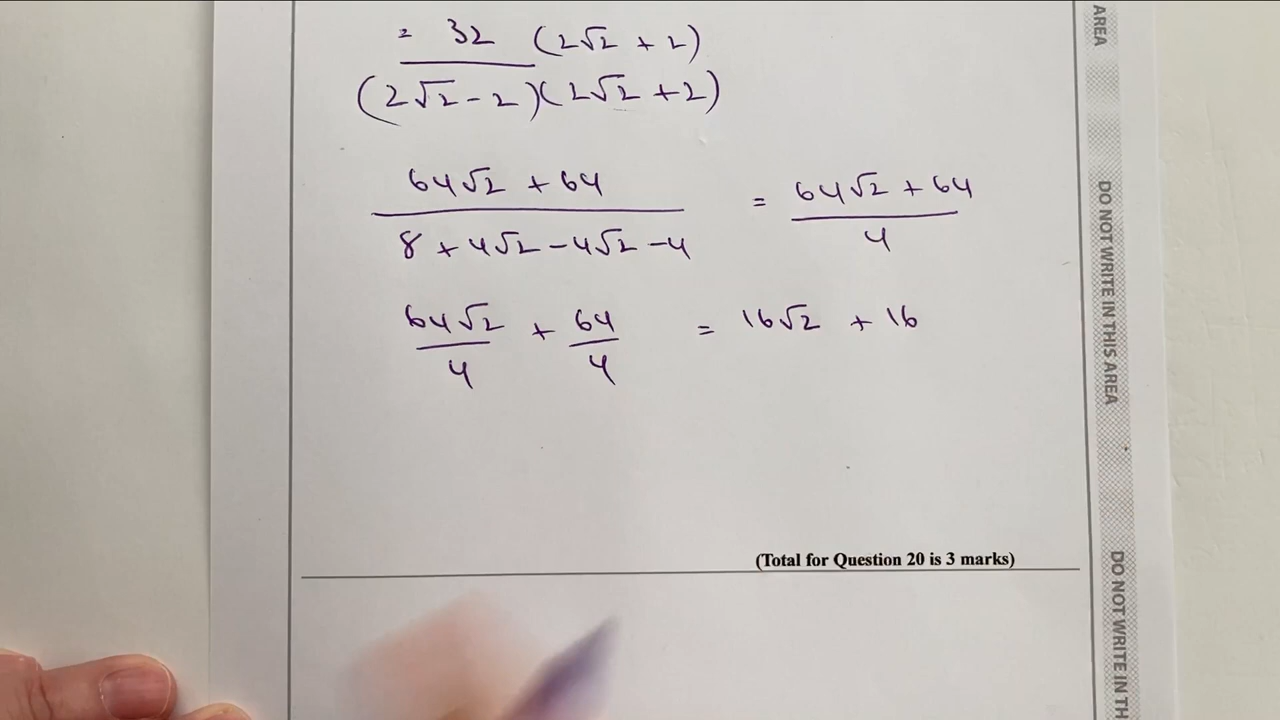 = 32 (2√2 + 2)
(2√2 - 2)(2√2 + 2)
64√2 + 64
8 + 4√2 - 4√2 - 4
= 64√2 + 64
4
64√2 + 64 = 16√2 + 16
4 4
(Total for Question 20 is 3 marks)
AREA
DO NOT WRITE IN THIS AREA
DO NOT WRITE IN TH